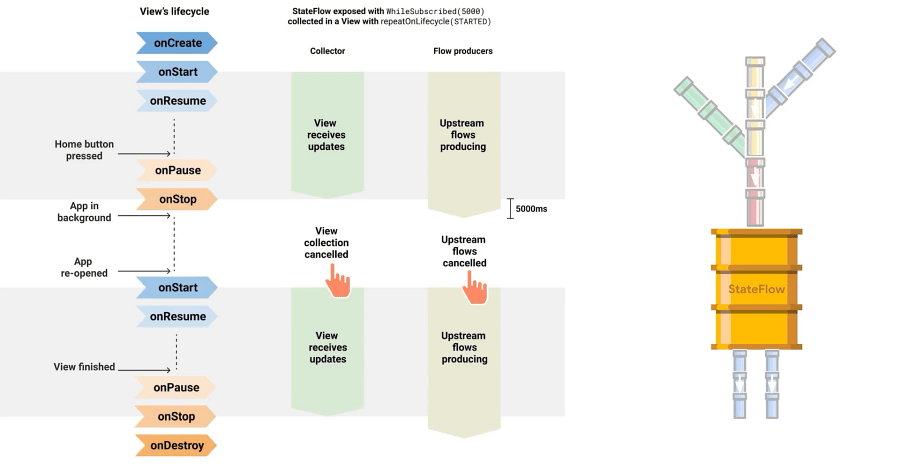 View's lifecycle
StateFlow exposed with WhileSubscribed(5000)
collected in a View with repeatOnLifecycle(STARTED)
Collector
Flow producers
onCreate
onStart
onResume
View
receives
updates
Upstream
flows
producing
Home button
pressed
onPause
onStop
App in
background
5000ms
View
collection
cancelled
Upstream
flows
cancelled
App
re-opened
onStart
onResume
View
receives
updates
Upstream
flows
producing
View finished
onPause
onStop
onDestroy
StateFlow